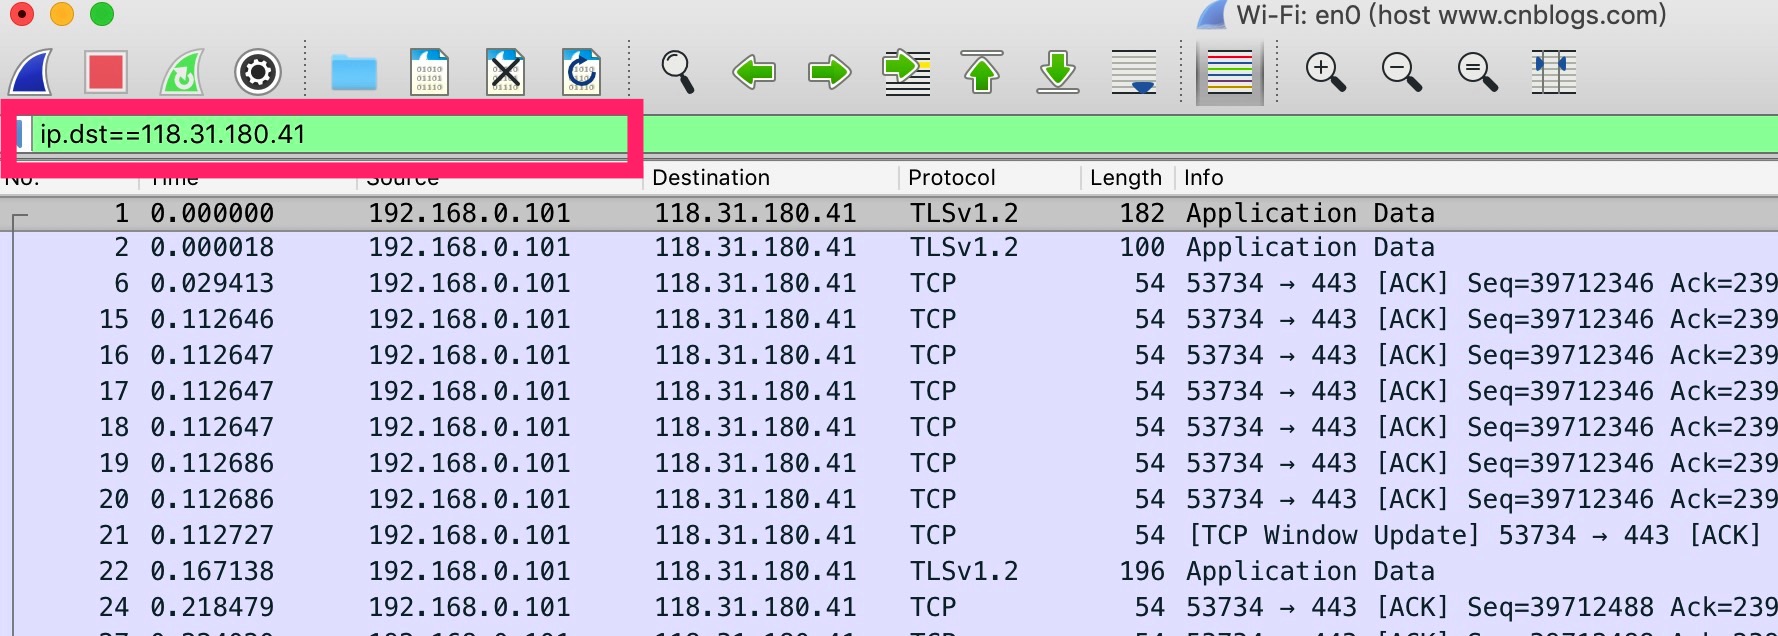 Wi-Fi: en0 (host www.cnblogs.com)
ip.dst==118.31.180.41
No. Time Source Destination Protocol Length Info
1 0.000000 192.168.0.101 118.31.180.41 TLSv1.2 182 Application Data
2 0.000018 192.168.0.101 118.31.180.41 TLSv1.2 100 Application Data
6 0.029413 192.168.0.101 118.31.180.41 TCP 54 53734 → 443 [ACK] Seq=39712346 Ack=239
15 0.112646 192.168.0.101 118.31.180.41 TCP 54 53734 → 443 [ACK] Seq=39712346 Ack=239
16 0.112647 192.168.0.101 118.31.180.41 TCP 54 53734 → 443 [ACK] Seq=39712346 Ack=239
17 0.112647 192.168.0.101 118.31.180.41 TCP 54 53734 → 443 [ACK] Seq=39712346 Ack=239
18 0.112647 192.168.0.101 118.31.180.41 TCP 54 53734 → 443 [ACK] Seq=39712346 Ack=239
19 0.112686 192.168.0.101 118.31.180.41 TCP 54 53734 → 443 [ACK] Seq=39712346 Ack=239
20 0.112686 192.168.0.101 118.31.180.41 TCP 54 53734 → 443 [ACK] Seq=39712346 Ack=239
21 0.112727 192.168.0.101 118.31.180.41 TCP 54 [TCP Window Update] 53734 → 443 [ACK]
22 0.167138 192.168.0.101 118.31.180.41 TLSv1.2 196 Application Data
24 0.218479 192.168.0.101 118.31.180.41 TCP 54 53734 → 443 [ACK] Seq=39712488 Ack=239